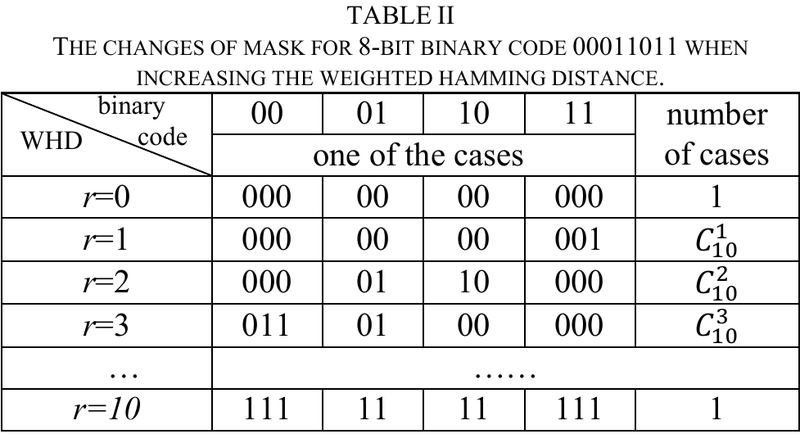 TABLE II
THE CHANGES OF MASK FOR 8-BIT BINARY CODE 00011011 WHEN
INCREASING THE WEIGHTED HAMMING DISTANCE.
binary code WHD 00 01 10 11 number of cases
one of the cases
r=0 000 00 00 000 1
r=1 000 00 00 001 C_{10}^{1}
r=2 000 01 10 000 C_{10}^{2}
r=3 011 01 00 000 C_{10}^{3}
… ……
r=10 111 11 11 111 1